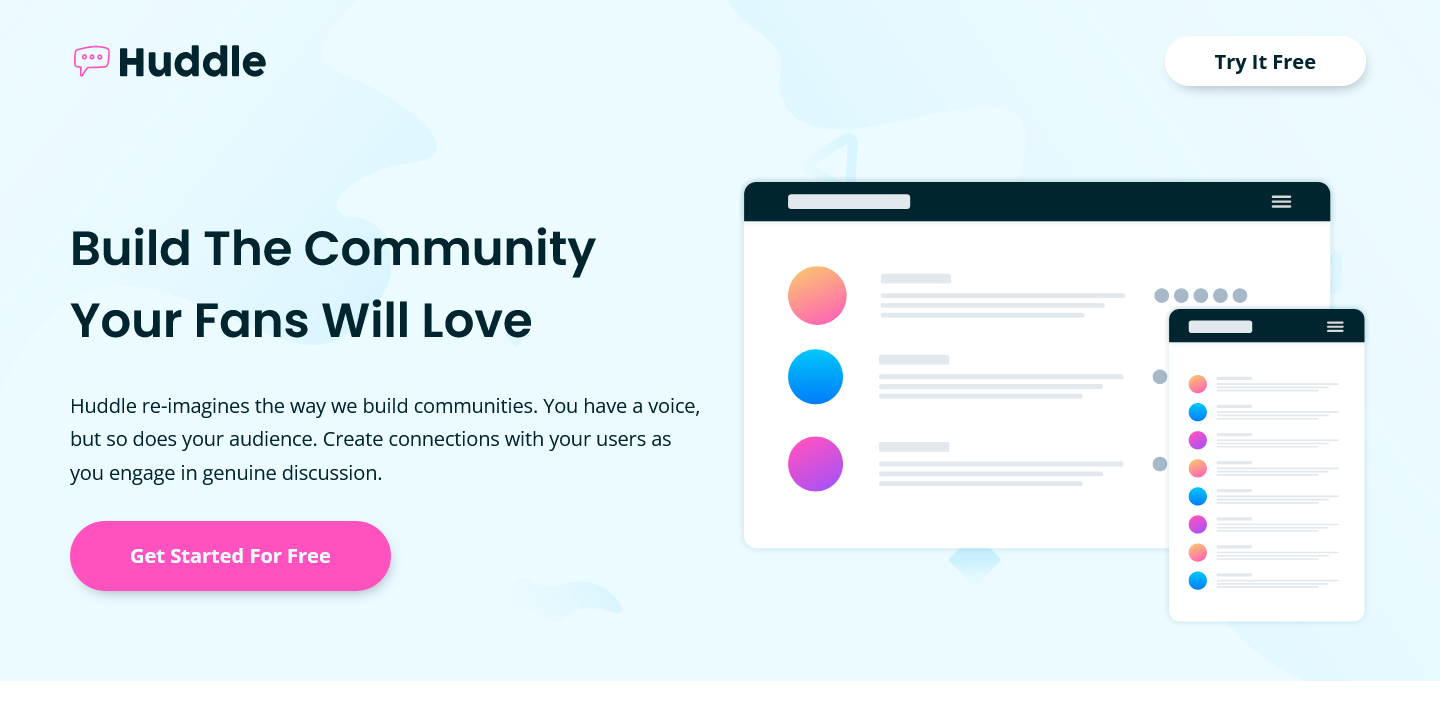 Huddle
Try It Free
Build The Community
Your Fans Will Love
Huddle re-imagines the way we build communities. You have a voice,
but so does your audience. Create connections with your users as
you engage in genuine discussion.
Get Started For Free